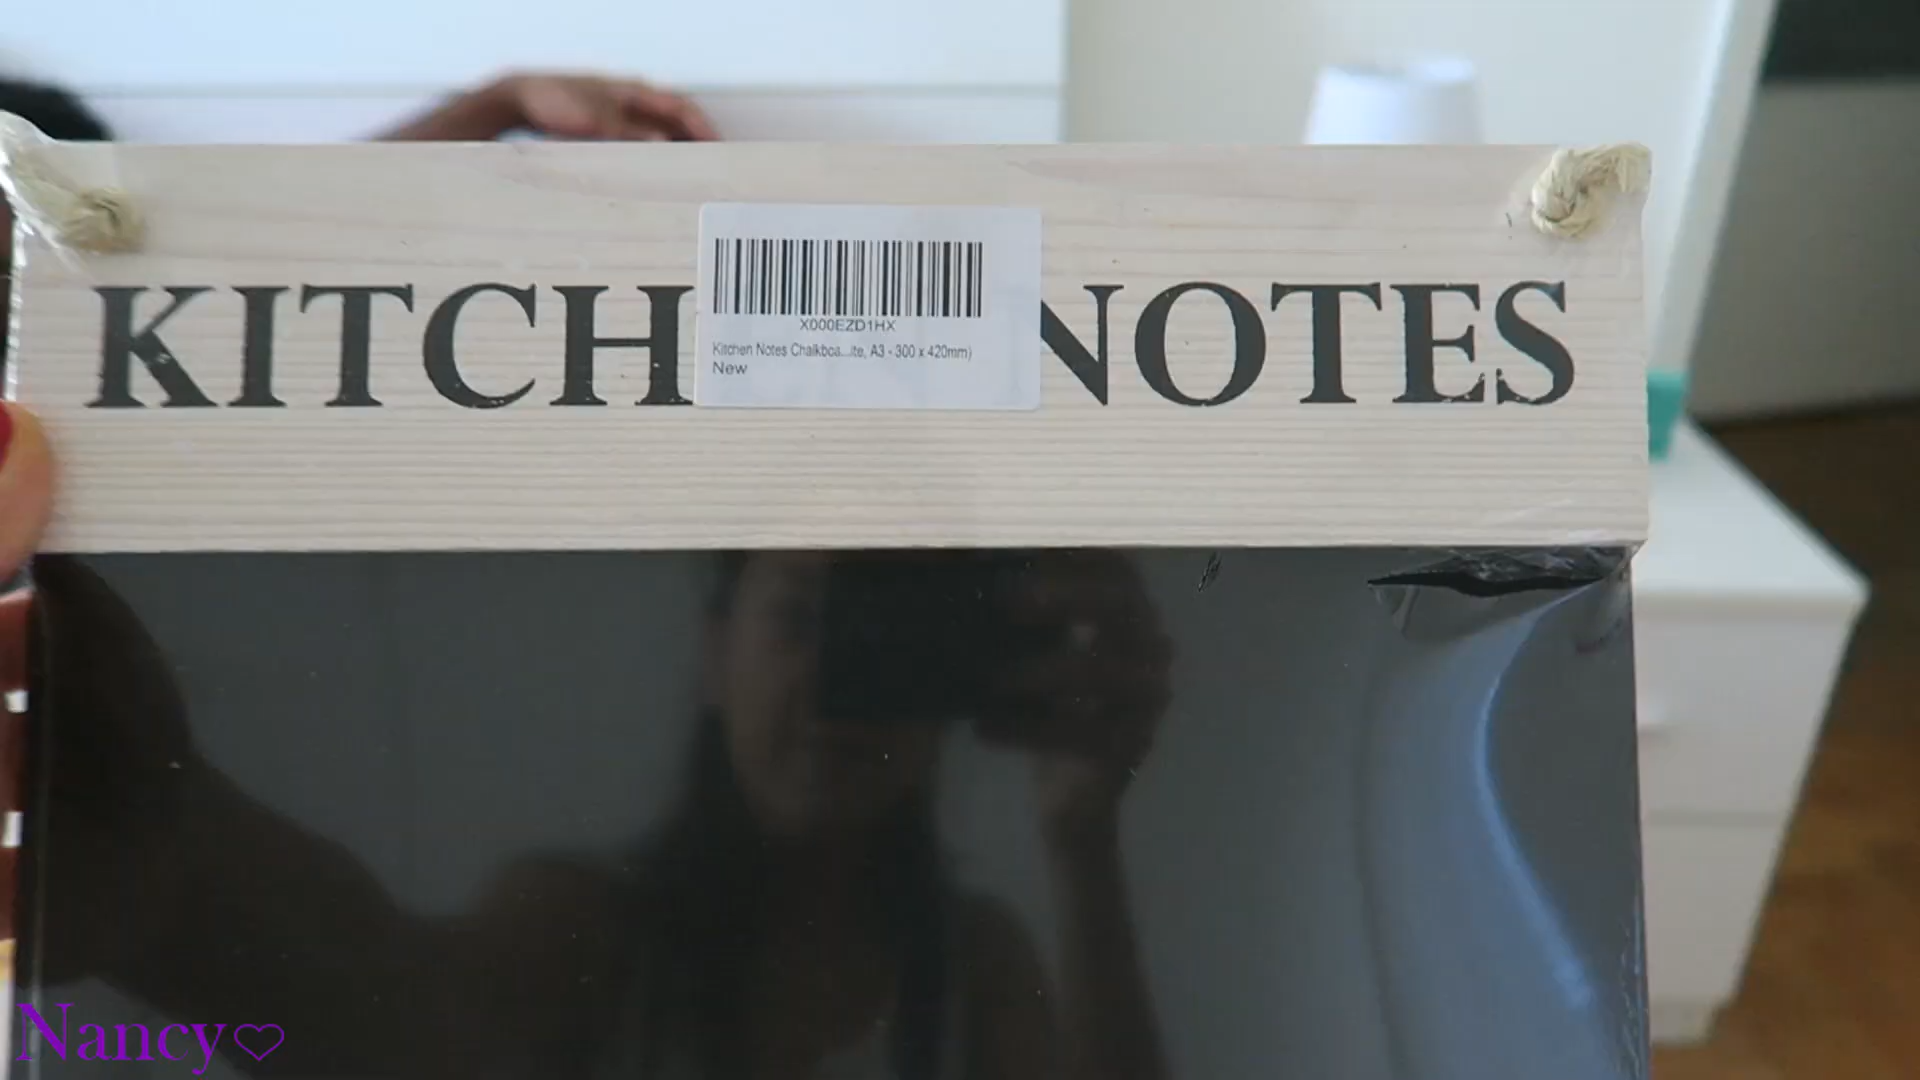 KITCH NOTES
X000EZD1HX
Kitchen Notes Chalkboa...ite, A3 - 300 x 420mm)
New
Nancy♡